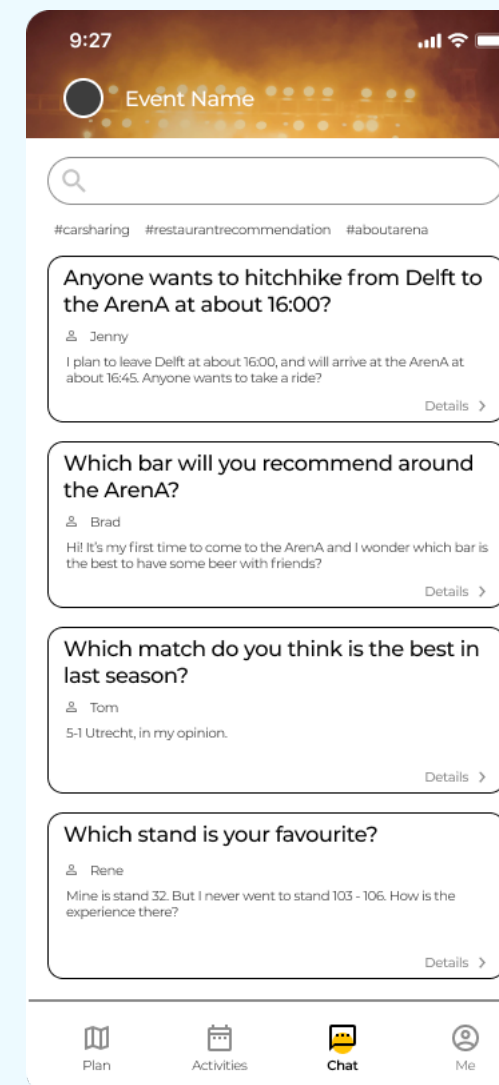 9:27
Event Name
#carsharing #restaurantrecommendation #aboutarena
Anyone wants to hitchhike from Delft to
the ArenA at about 16:00?
Jenny
I plan to leave Delft at about 16:00, and will arrive at the ArenA at
about 16:45. Anyone wants to take a ride?
Details
Which bar will you recommend around
the ArenA?
Brad
Hi! It's my first time to come to the ArenA and I wonder which bar is
the best to have some beer with friends?
Details
Which match do you think is the best in
last season?
Tom
5-1 Utrecht, in my opinion.
Details
Which stand is your favourite?
Rene
Mine is stand 32. But I never went to stand 103 - 106. How is the
experience there?
Details
Plan Activities Chat Me